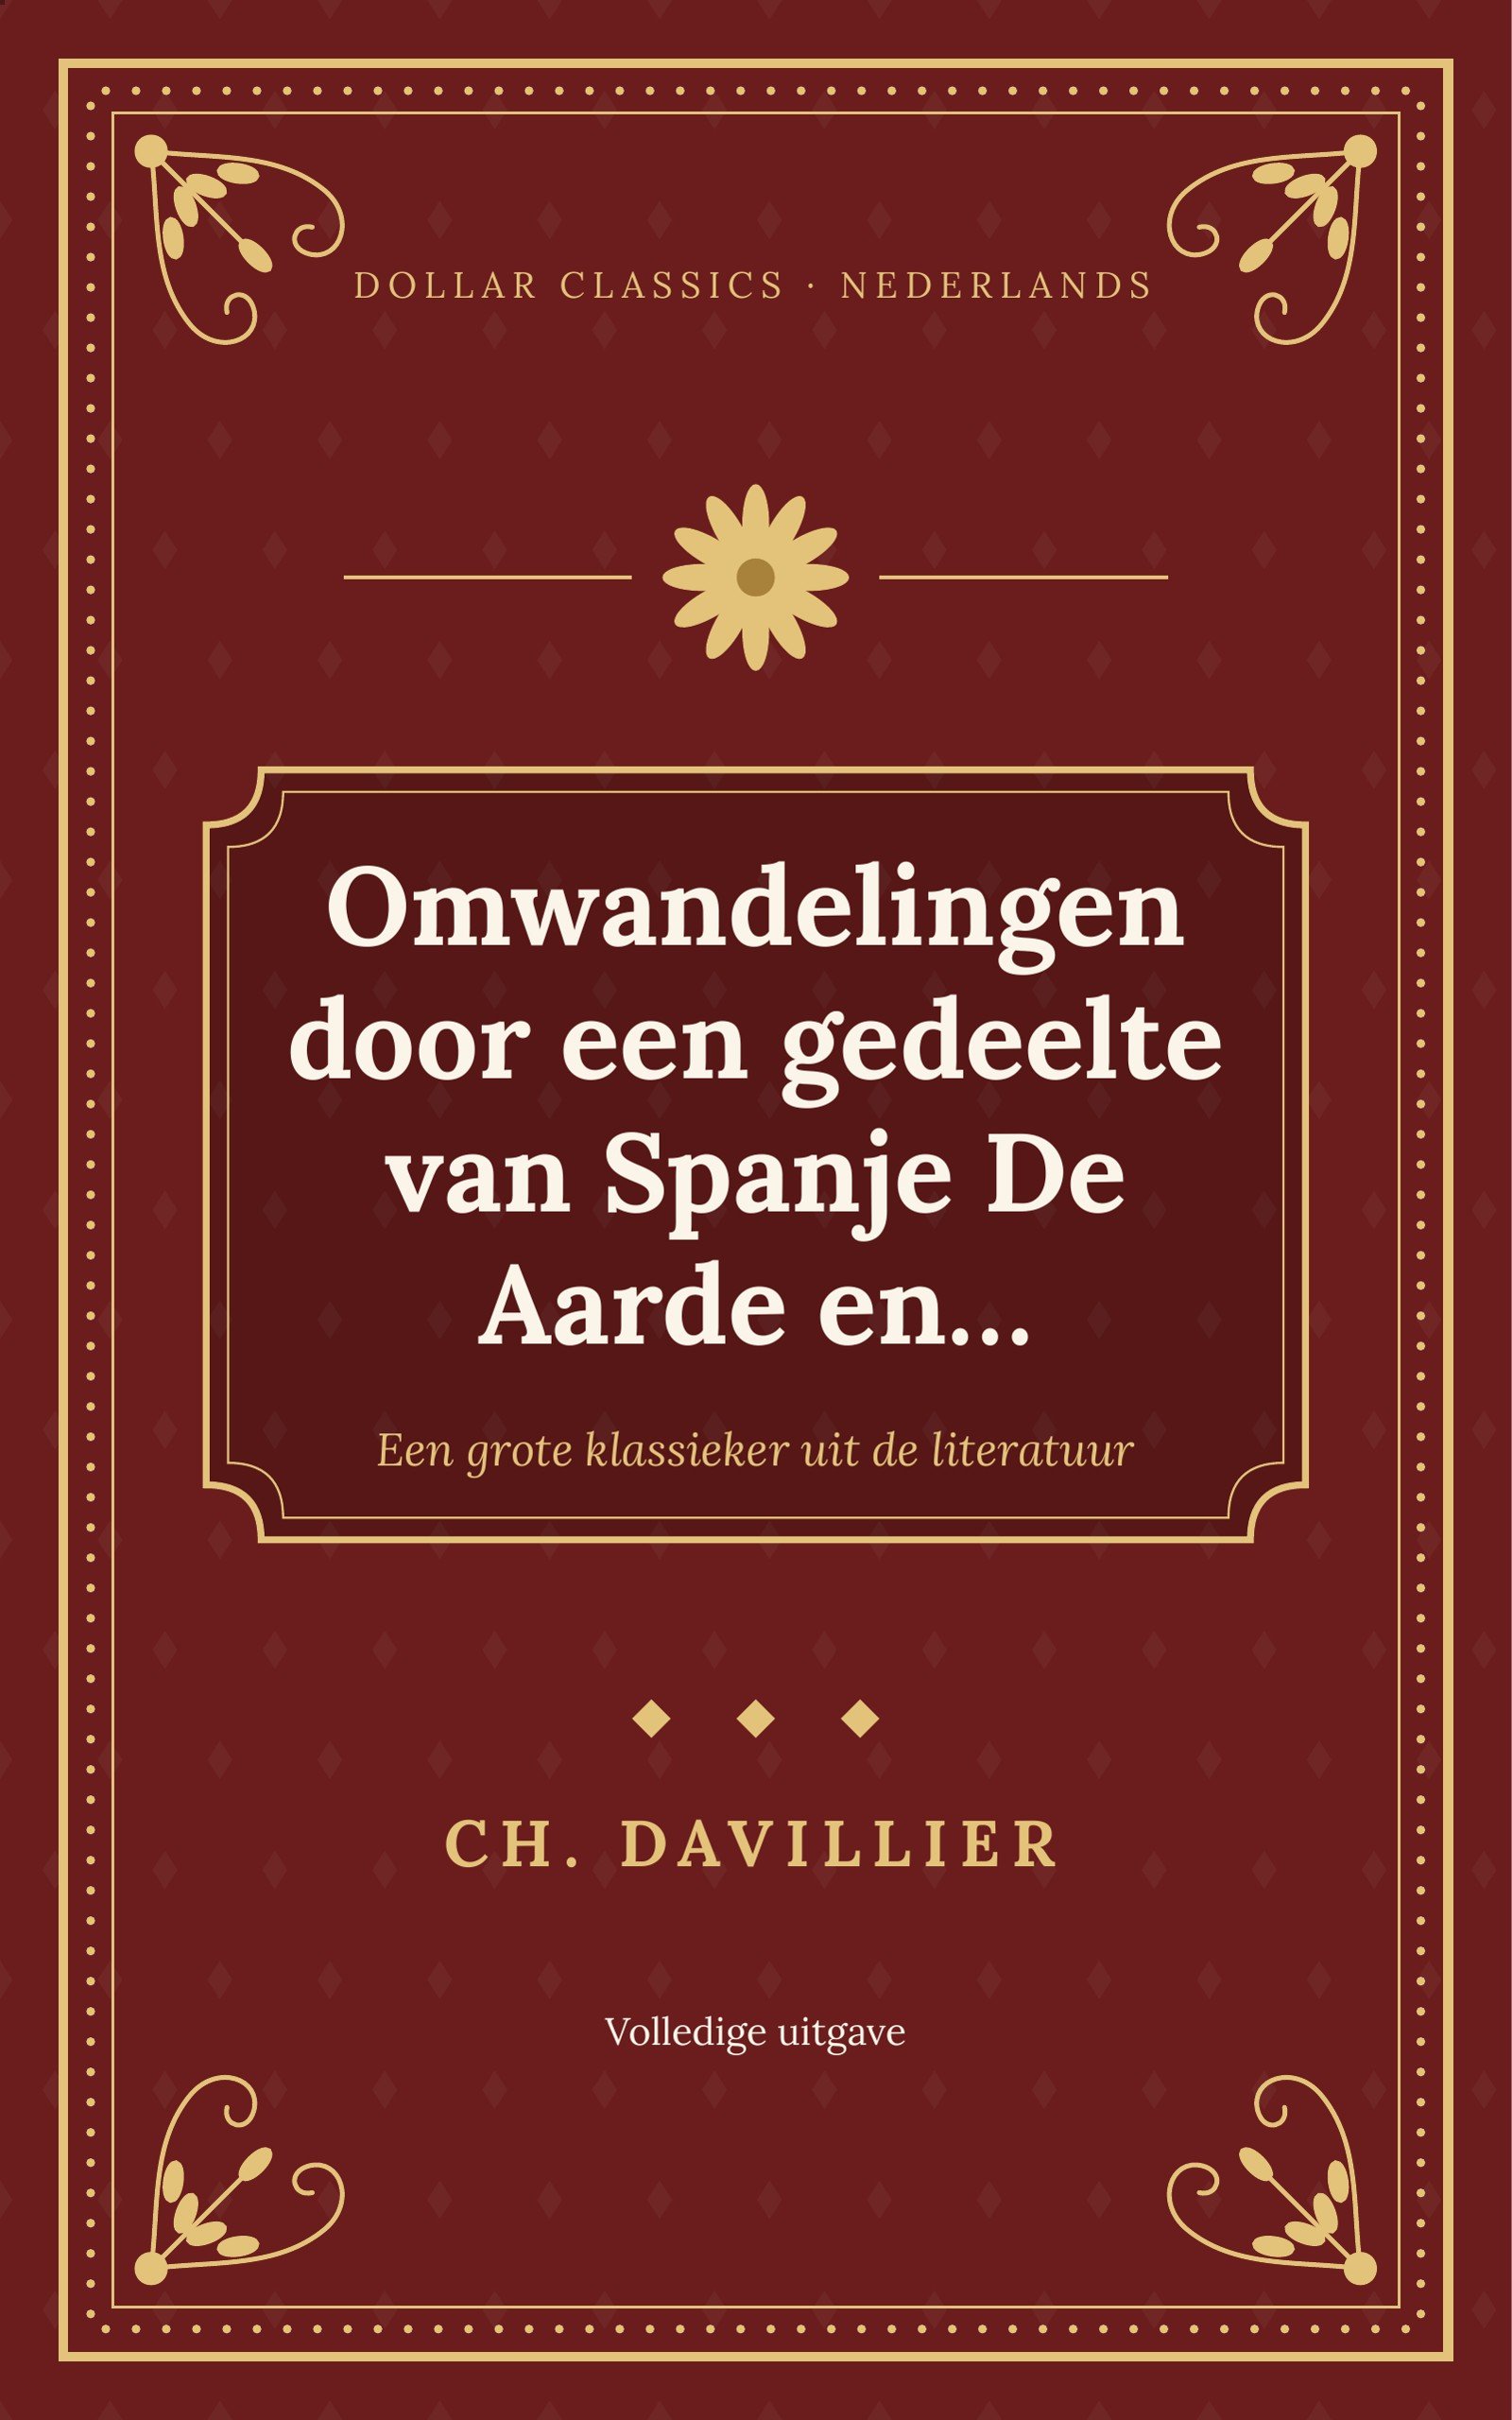 DOLLAR CLASSICS · NEDERLANDS
Omwandelingen
door een gedeelte
van Spanje De
Aarde en...
Een grote klassieker uit de literatuur
CH. DAVILLIER
Volledige uitgave